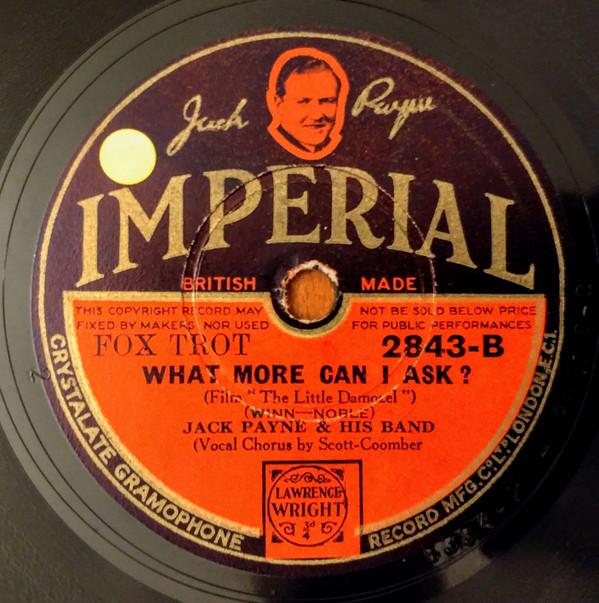 Jack Payne
IMPERIAL
BRITISH MADE
THIS COPYRIGHT RECORD MAY NOT BE SOLD BELOW PRICE
FIXED BY MAKERS NOR USED FOR PUBLIC PERFORMANCES
FOX TROT 2843-B
WHAT MORE CAN I ASK?
(Film "The Little Damozel")
(WINN—NOBLE)
JACK PAYNE & HIS BAND
(Vocal Chorus by Scott-Coomber
LAWRENCE
WRIGHT
3d
4
CRYSTALATE GRAMOPHONE RECORD MFG. Co. LTD. LONDON, E.C.1.